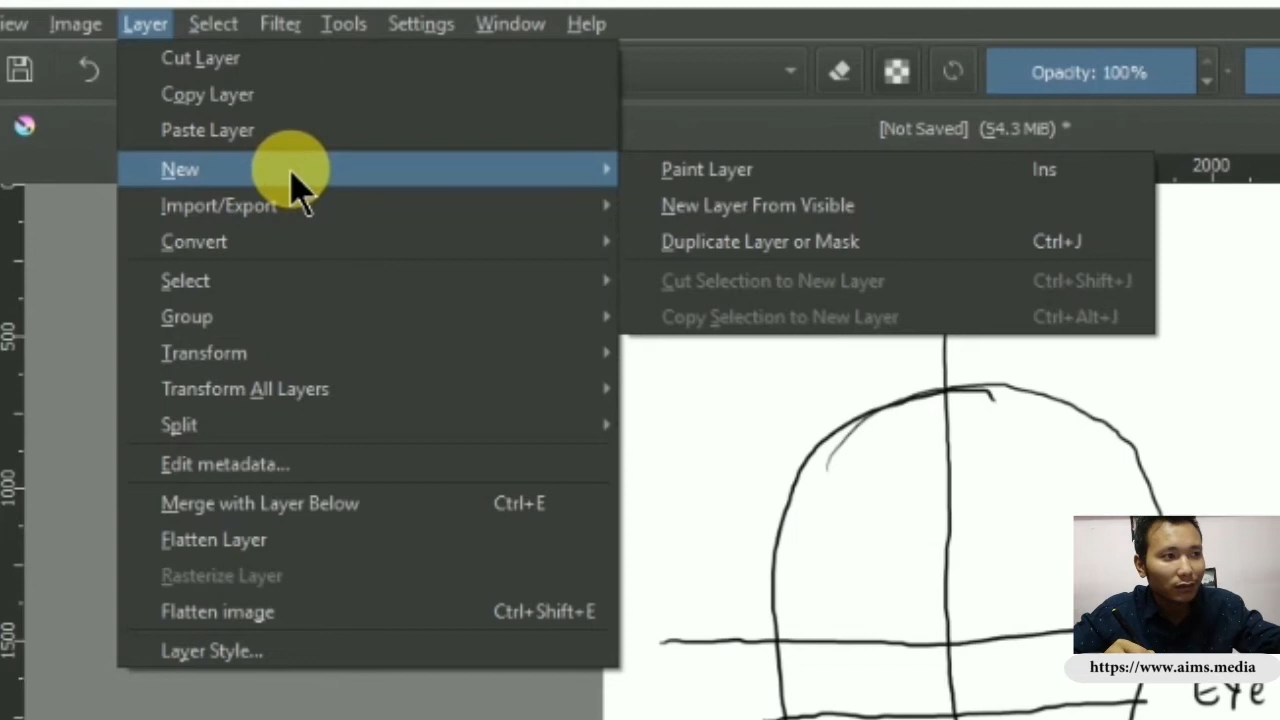 iew Image Layer Select Filter Tools Settings Window Help
Opacity: 100%
[Not Saved] (54.3 MiB) *
Cut Layer
Copy Layer
Paste Layer
New
Import/Export
Convert
Select
Group
Transform
Transform All Layers
Split
Edit metadata...
Merge with Layer Below Ctrl+E
Flatten Layer
Rasterize Layer
Flatten image Ctrl+Shift+E
Layer Style...
Paint Layer Ins
New Layer From Visible
Duplicate Layer or Mask Ctrl+J
Cut Selection to New Layer Ctrl+Shift+J
Copy Selection to New Layer Ctrl+Alt+J
2000
500
1000
1500
https://www.aims.media
Eye